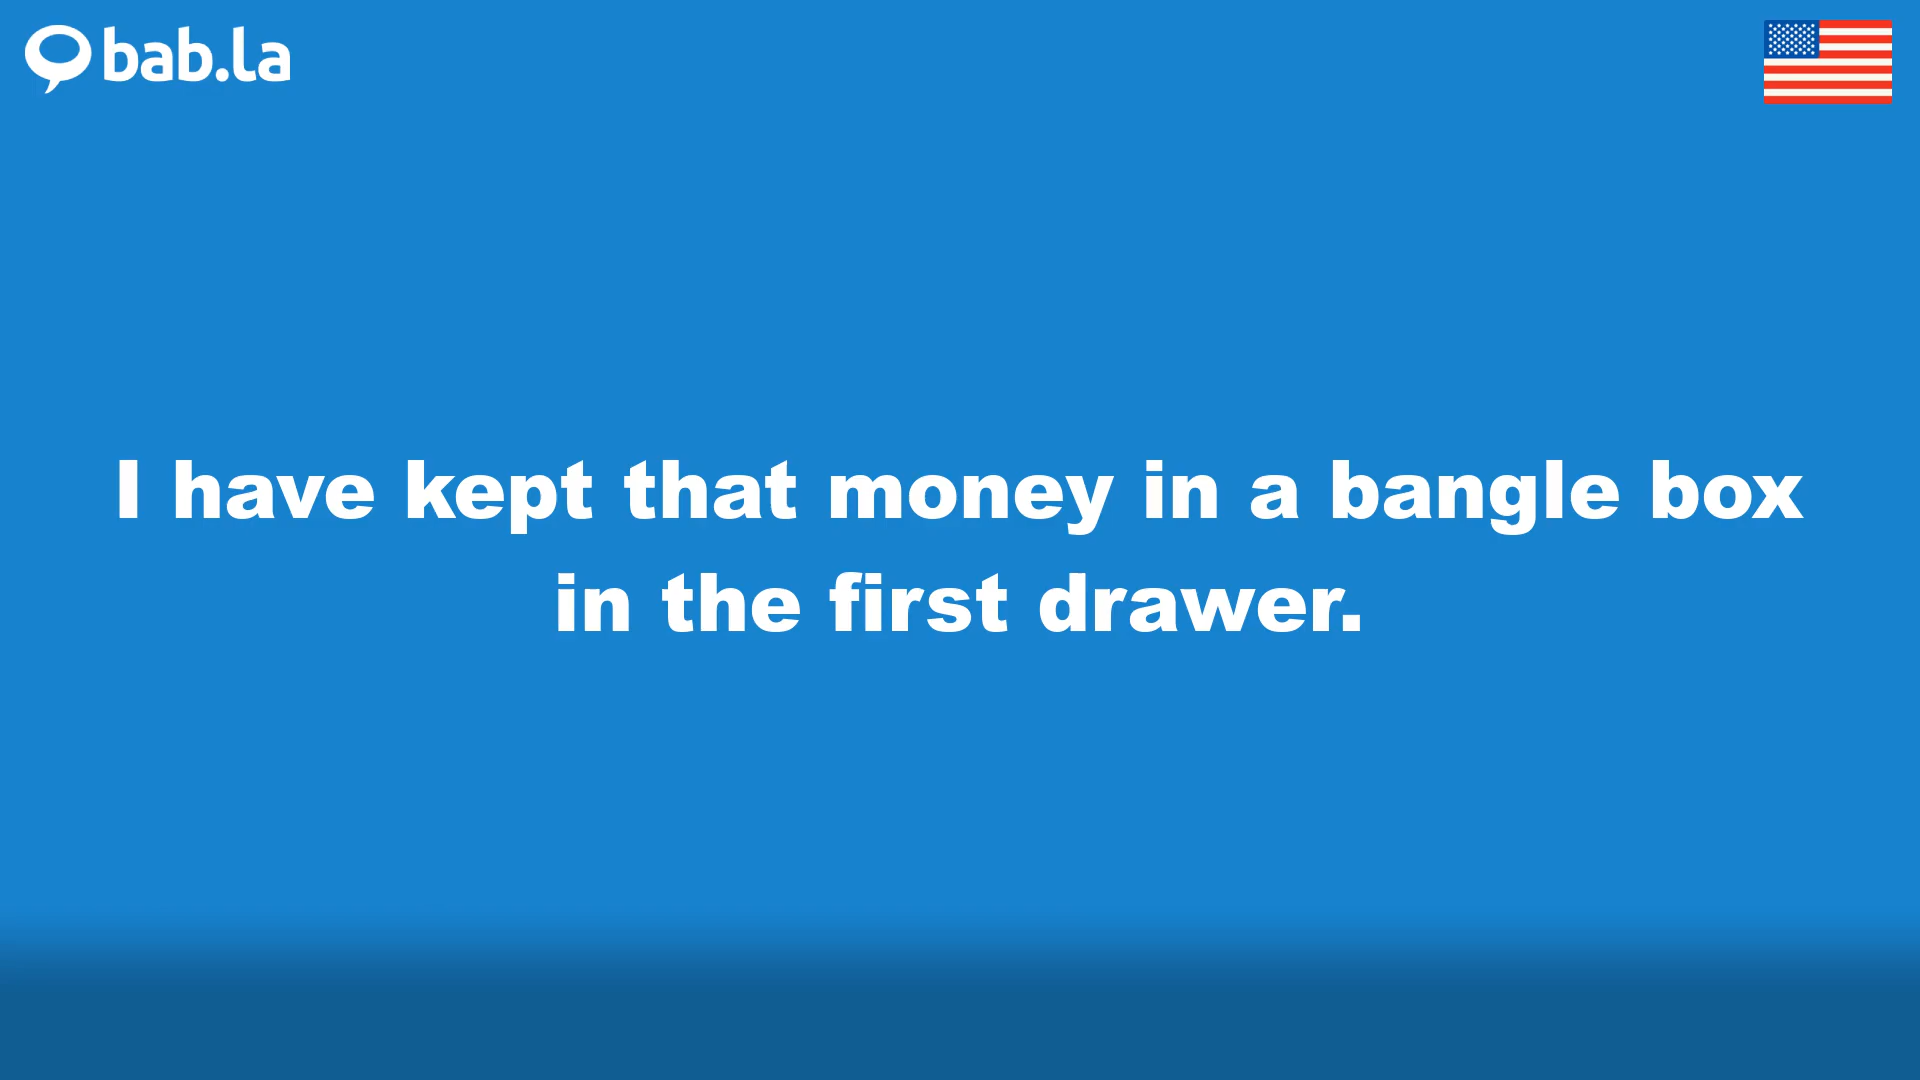 bab.la
I have kept that money in a bangle box
in the first drawer.